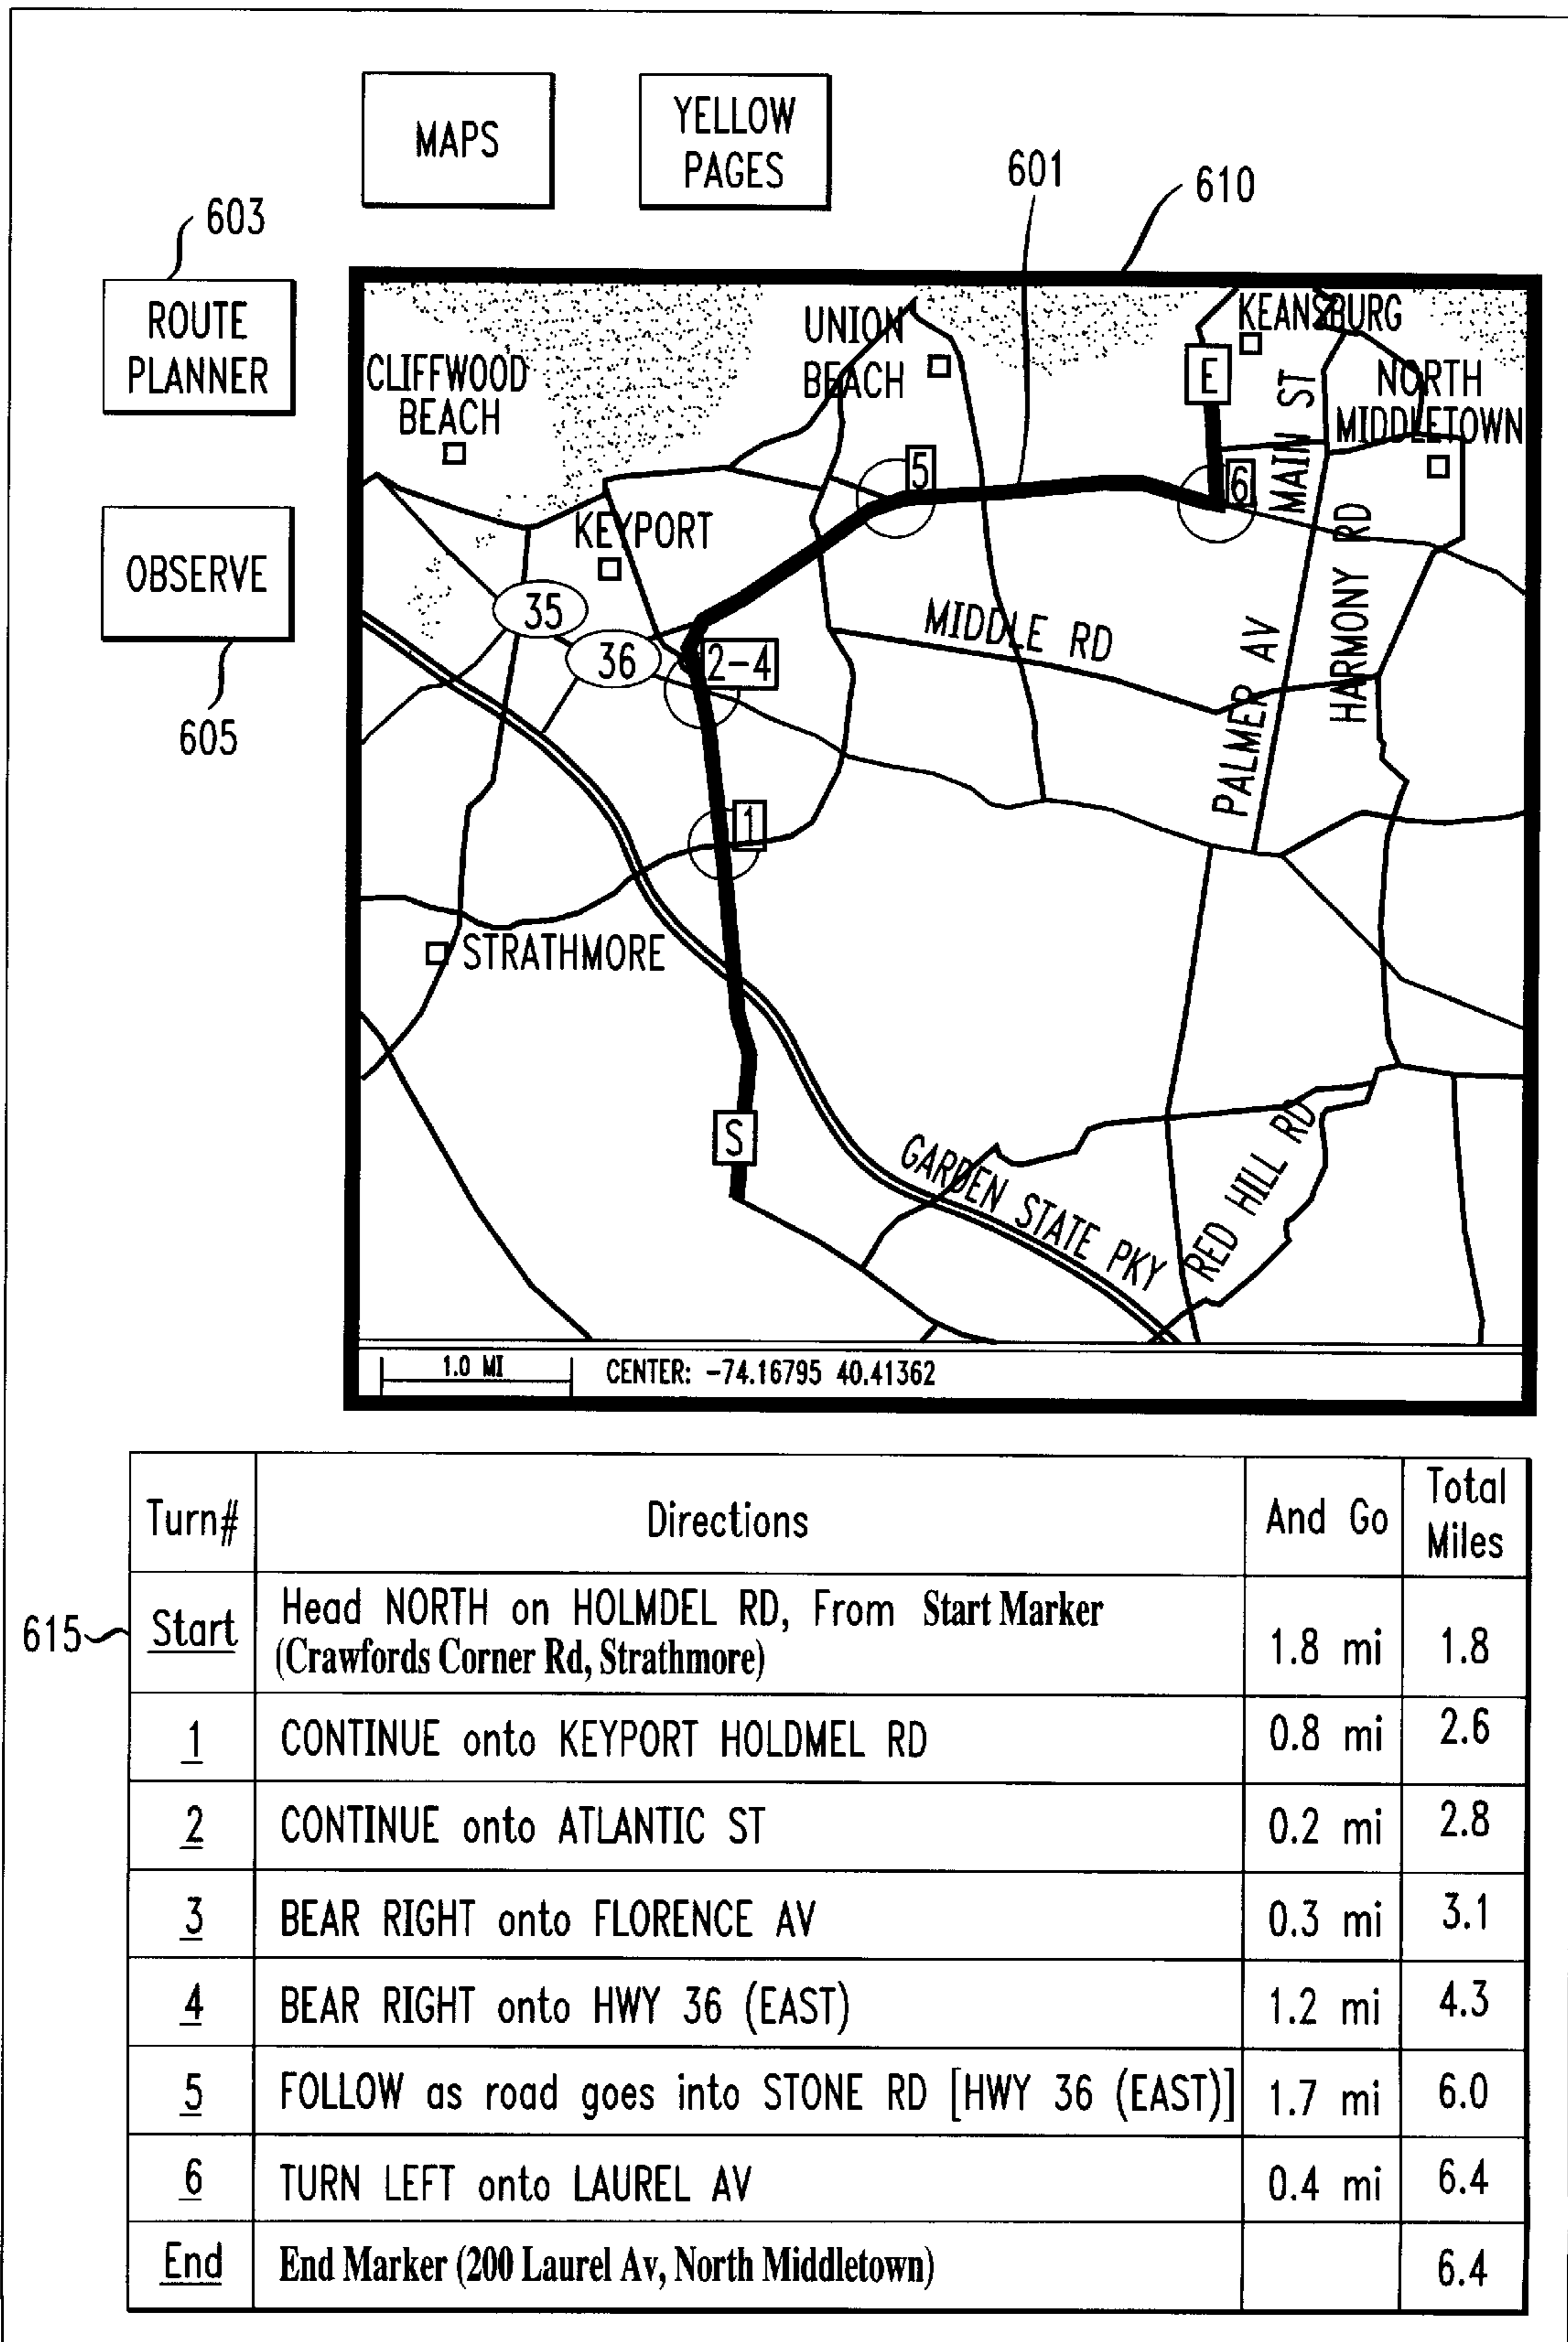 MAPS
YELLOW
PAGES
601
610
603
ROUTE
PLANNER
OBSERVE
605
CLIFFWOOD
BEACH
UNION
BEACH
KEANSBURG
E
MAIN ST
NORTH
MIDDLETOWN
5
6
KEYPORT
35
36
2-4
MIDDLE RD
PALMER AV
HARMONY RD
1
STRATHMORE
S
GARDEN STATE PKY
RED HILL RD
1.0 MI
CENTER: -74.16795 40.41362
615
Turn# Directions And Go Total Miles
Start Head NORTH on HOLMDEL RD, From Start Marker
(Crawfords Corner Rd, Strathmore) 1.8 mi 1.8
1 CONTINUE onto KEYPORT HOLDMEL RD 0.8 mi 2.6
2 CONTINUE onto ATLANTIC ST 0.2 mi 2.8
3 BEAR RIGHT onto FLORENCE AV 0.3 mi 3.1
4 BEAR RIGHT onto HWY 36 (EAST) 1.2 mi 4.3
5 FOLLOW as road goes into STONE RD [HWY 36 (EAST)] 1.7 mi 6.0
6 TURN LEFT onto LAUREL AV 0.4 mi 6.4
End End Marker (200 Laurel Av, North Middletown) 6.4